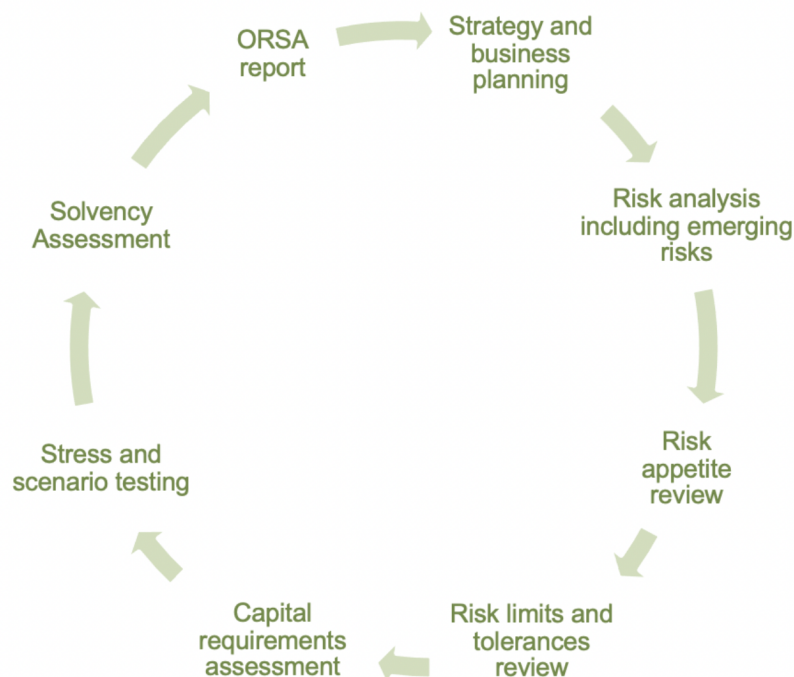 ORSA
report
Strategy and
business
planning
Risk analysis
including emerging
risks
Risk
appetite
review
Risk limits and
tolerances
review
Capital
requirements
assessment
Stress and
scenario testing
Solvency
Assessment